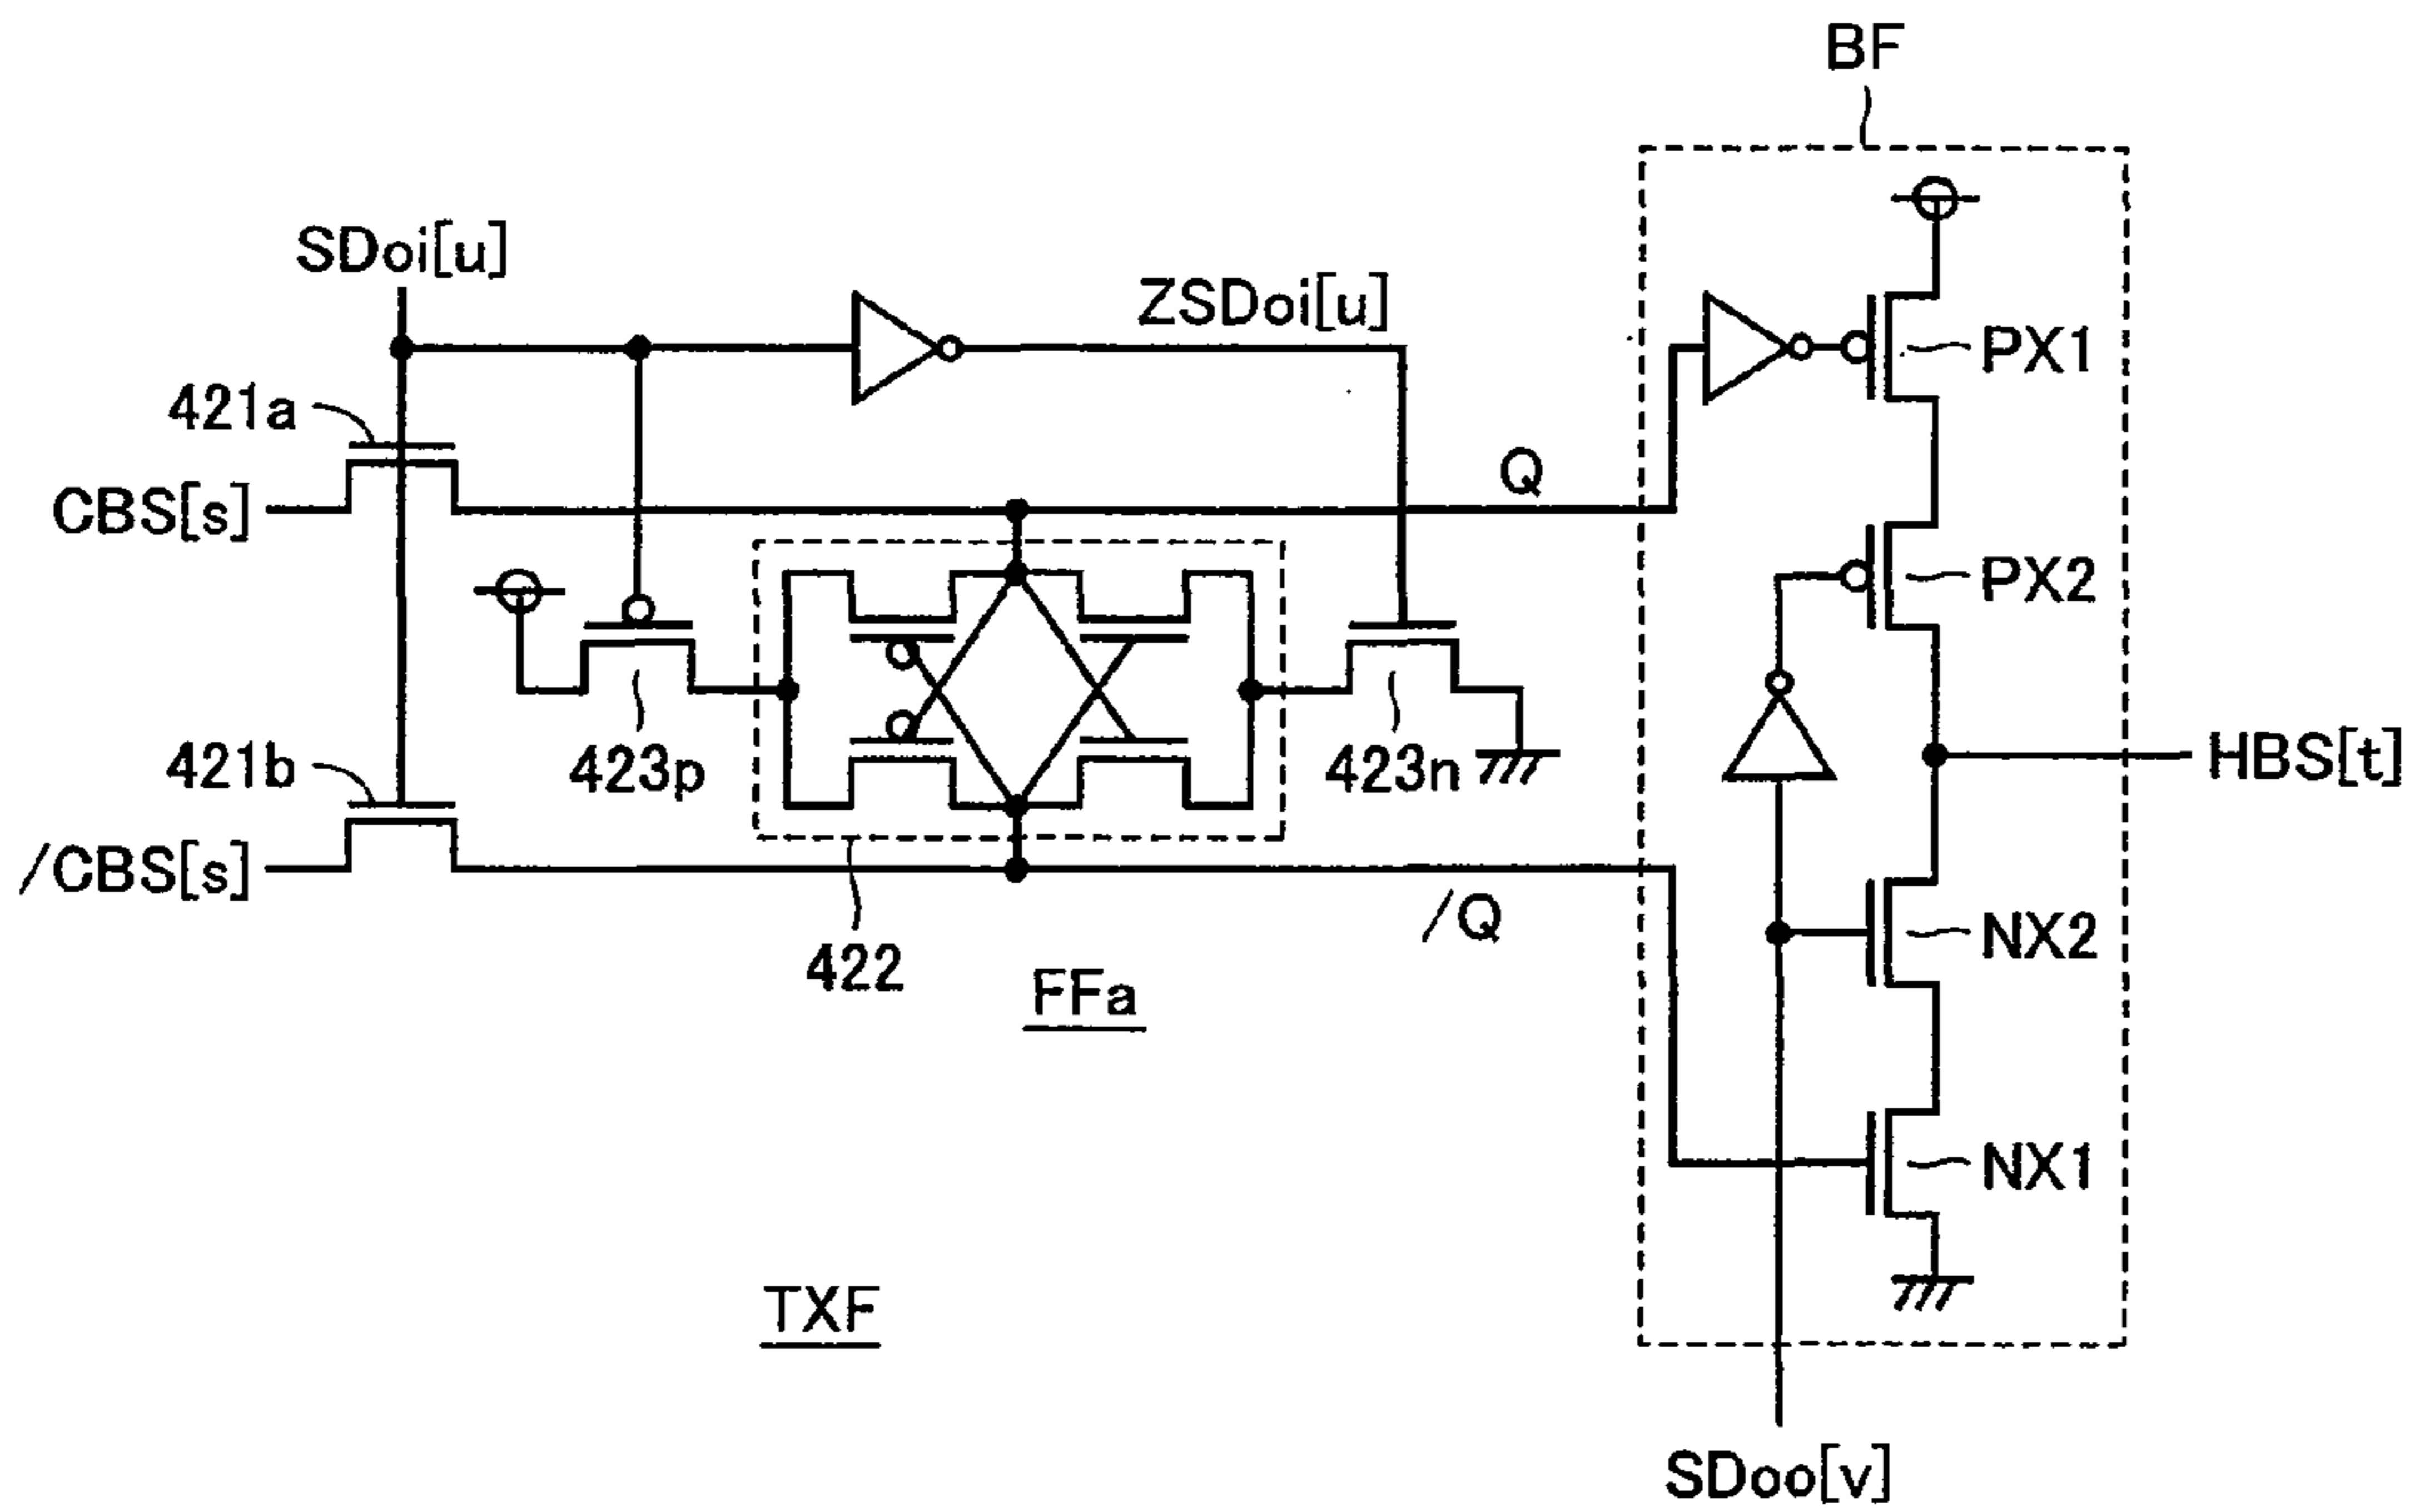 BF
SDoi[u]
ZSDoi[u]
PX1
421a
Q
CBS[s]
PX2
421b
423p
423n
HBS[t]
/CBS[s]
/Q
NX2
422
FFa
NX1
TXF
SDoo[v]